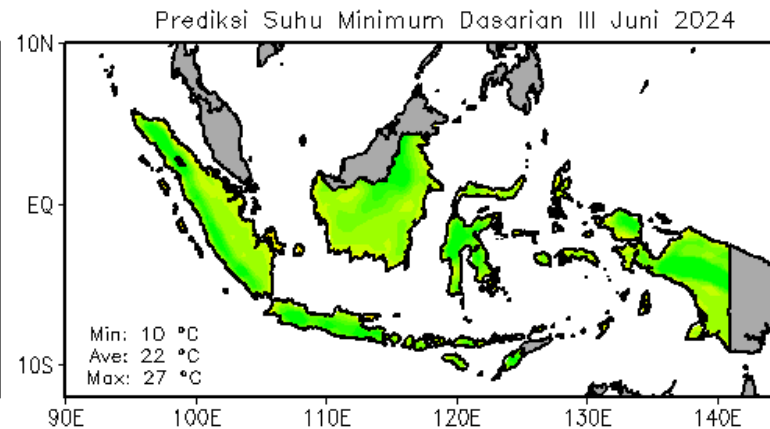 Prediksi Suhu Minimum Dasarian III Juni 2024
10N
EQ
10S
Min: 10 °C
Ave: 22 °C
Max: 27 °C
90E 100E 110E 120E 130E 140E